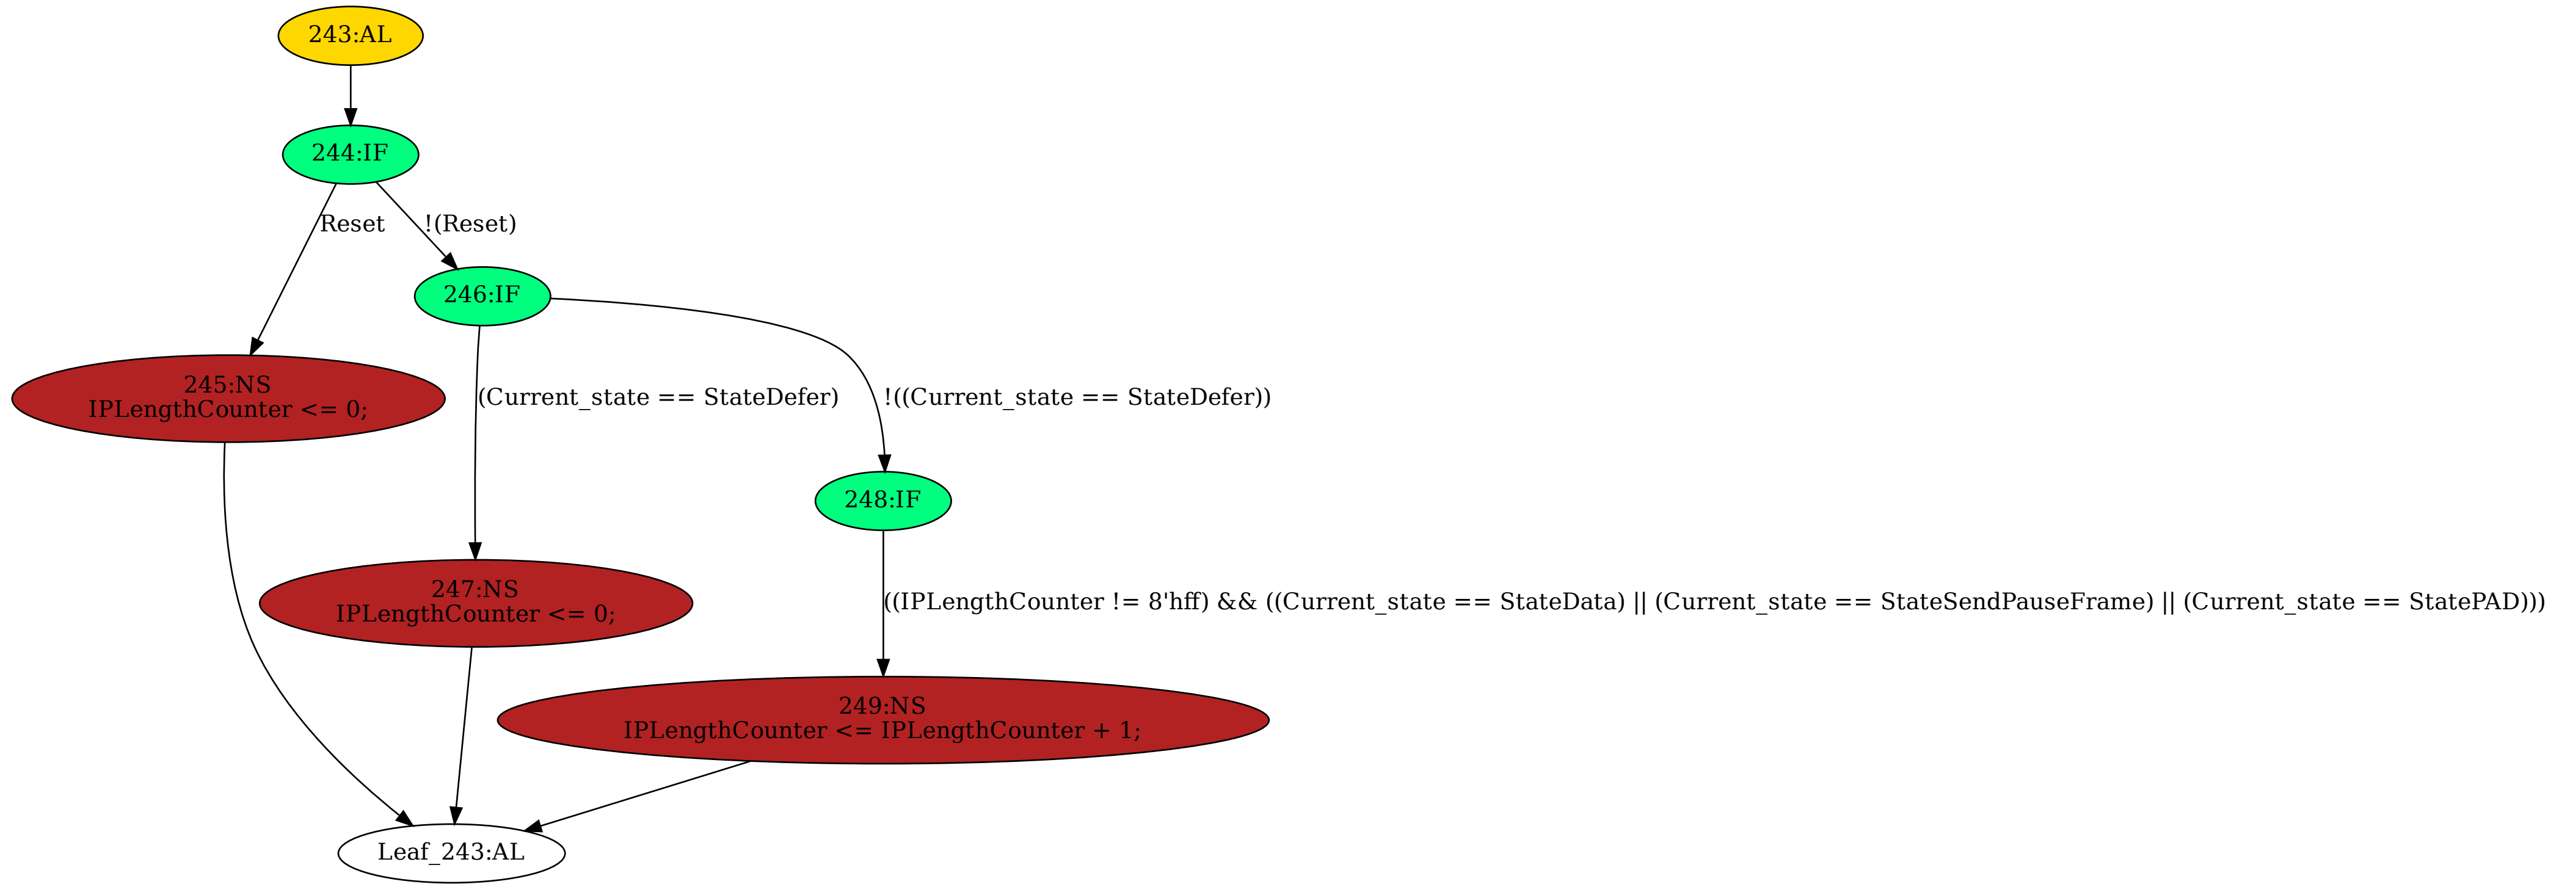 243:AL
244:IF
Reset
!(Reset)
246:IF
245:NS
IPLengthCounter <= 0;
(Current_state == StateDefer)
!((Current_state == StateDefer))
248:IF
247:NS
IPLengthCounter <= 0;
((IPLengthCounter != 8'hff) && ((Current_state == StateData) || (Current_state == StateSendPauseFrame) || (Current_state == StatePAD)))
249:NS
IPLengthCounter <= IPLengthCounter + 1;
Leaf_243:AL